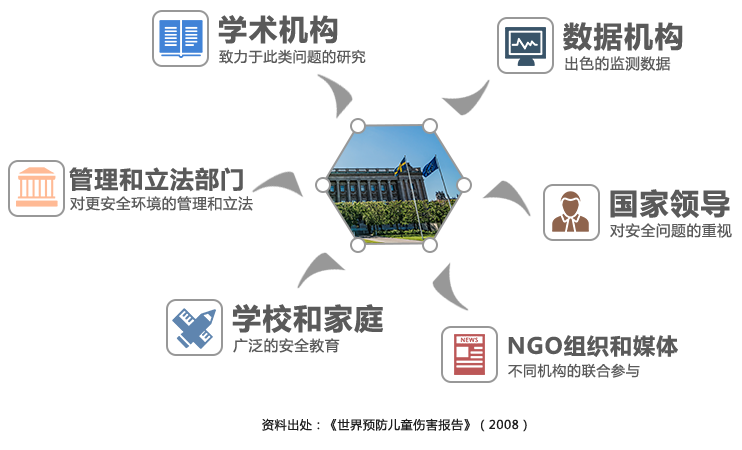 学术机构
致力于此类问题的研究
数据机构
出色的监测数据
管理和立法部门
对更安全环境的管理和立法
国家领导
对安全问题的重视
学校和家庭
广泛的安全教育
NEWS
NGO组织和媒体
不同机构的联合参与
资料出处：《世界预防儿童伤害报告》（2008）